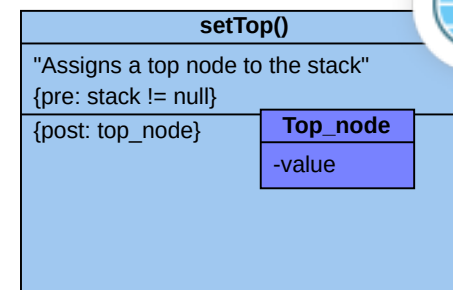 setTop()
"Assigns a top node to the stack"
{pre: stack != null}
{post: top_node}
Top_node
-value